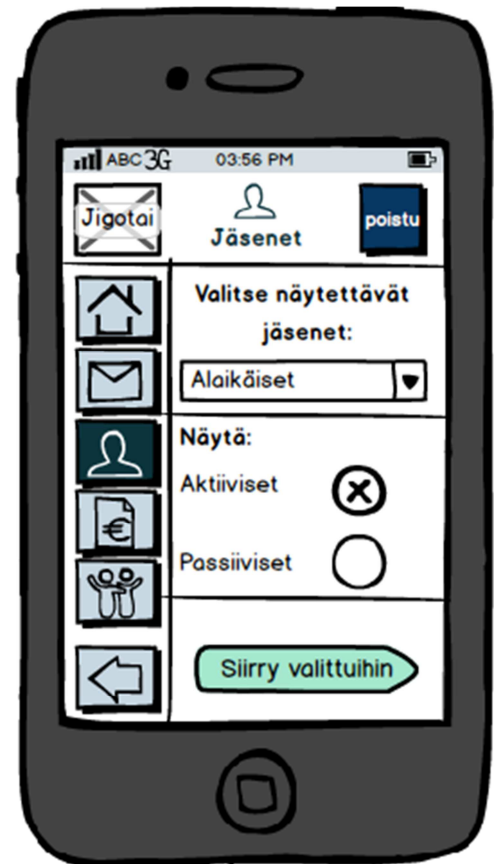 ABC 3G 03:56 PM
Jigotai
Jäsenet
poistu
Valitse näytettävät
jäsenet:
Alaikäiset
Näytä:
Aktiiviset
Passiiviset
€
Siirry valittuihin